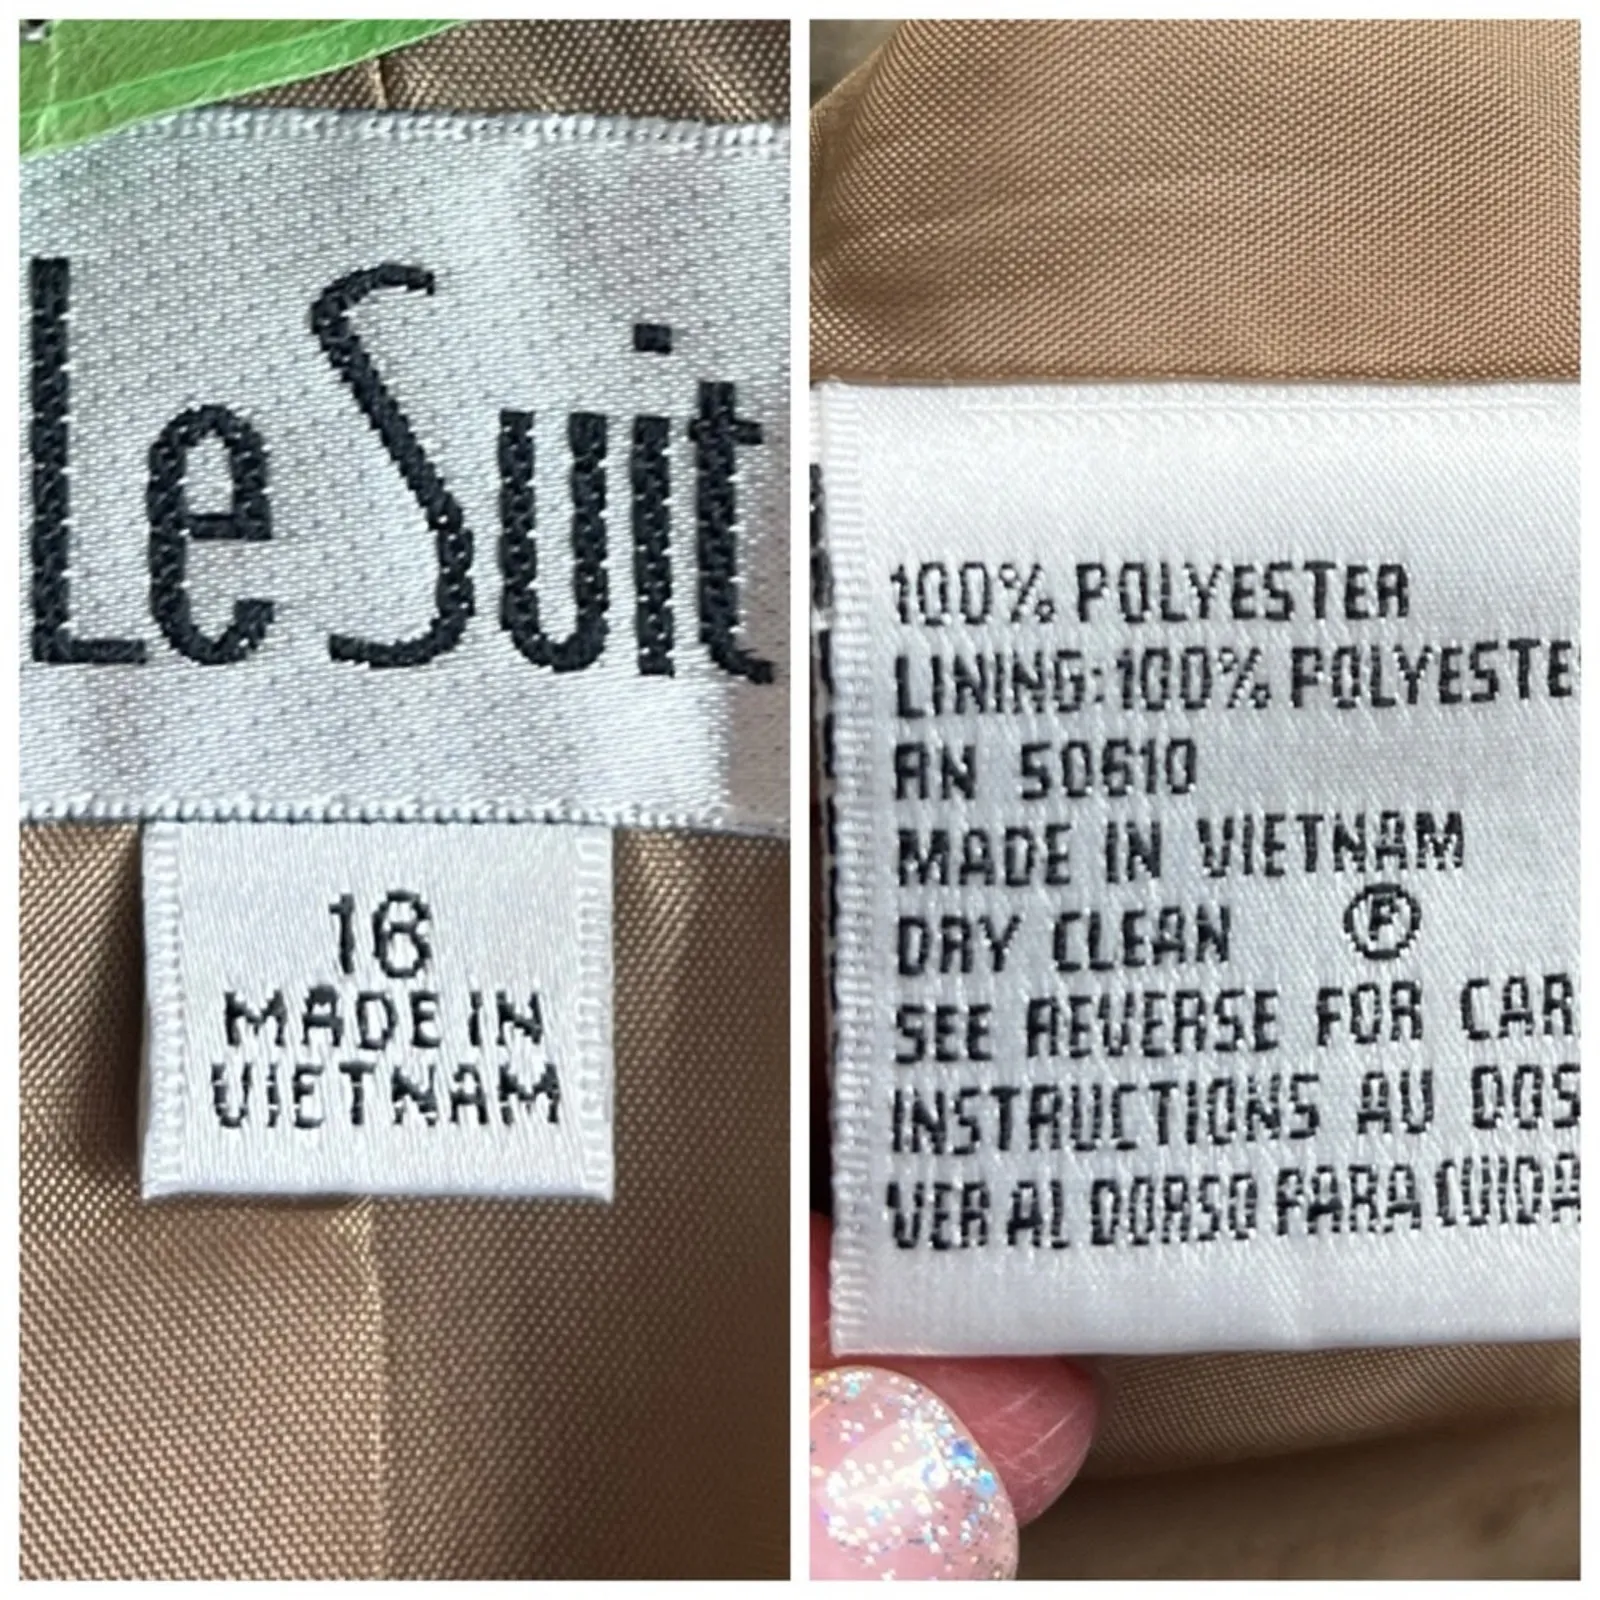 Le Suit
16
MADE IN
VIETNAM
100% POLYESTER
LINING:100% POLYESTE
RN 50610
MADE IN VIETNAM
DRY CLEAN Ⓟ
SEE REVERSE FOR CAR
INSTRUCTIONS AU DOS
VER AL DORSO PARA CUIDA